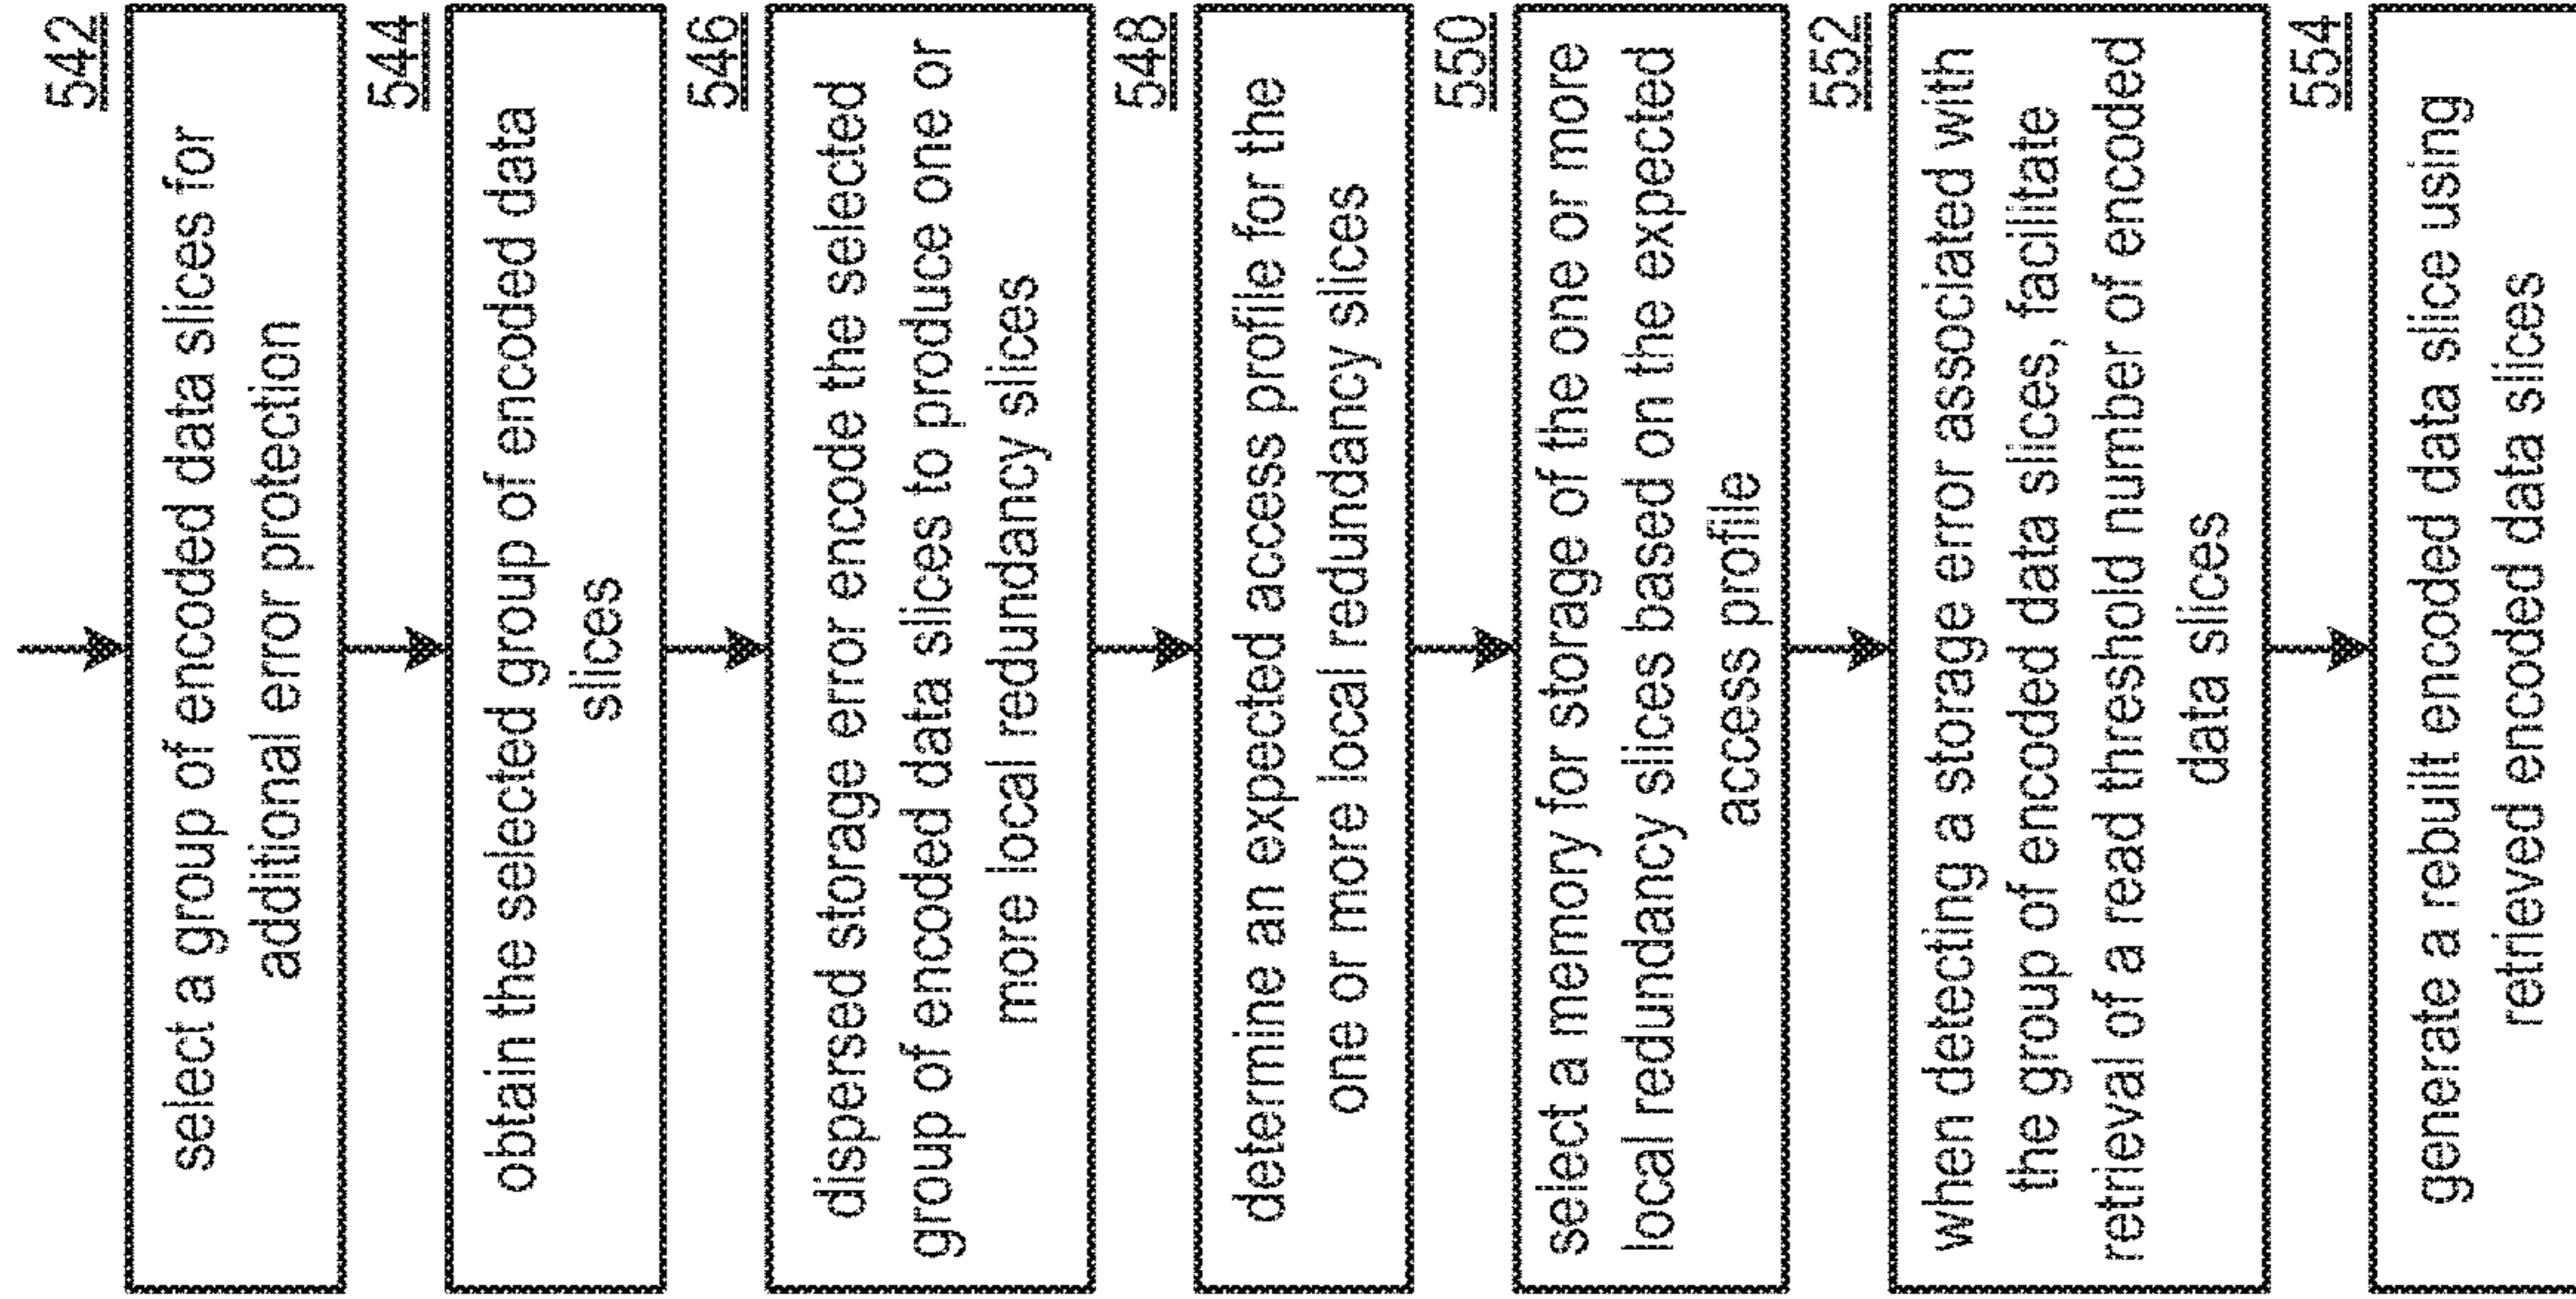 542
select a group of encoded data slices for
additional error protection
544
obtain the selected group of encoded data
slices
546
dispersed storage error encode the selected
group of encoded data slices to produce one or
more local redundancy slices
548
determine an expected access profile for the
one or more local redundancy slices
550
select a memory for storage of the one or more
local redundancy slices based on the expected
access profile
552
when detecting a storage error associated with
the group of encoded data slices, facilitate
retrieval of a read threshold number of encoded
data slices
554
generate a rebuilt encoded data slice using
retrieved encoded data slices